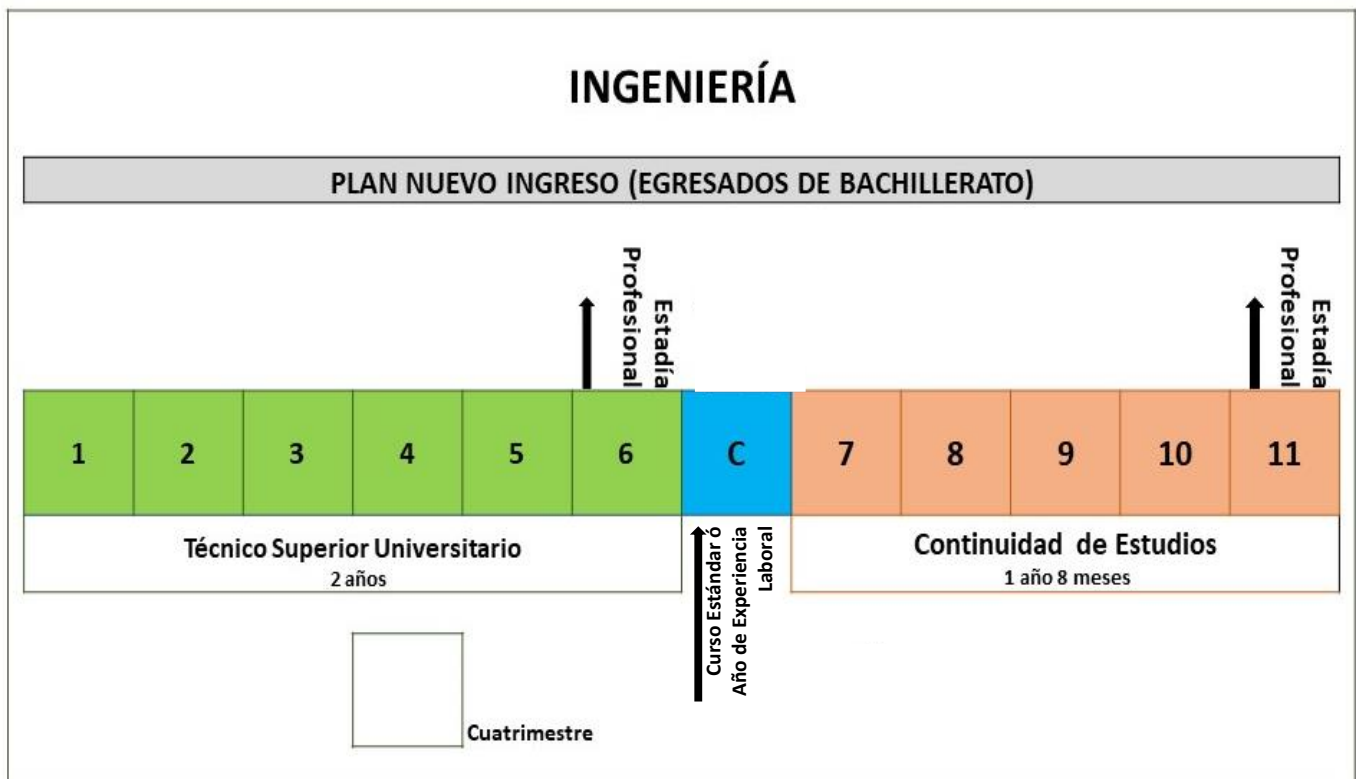 INGENIERÍA
PLAN NUEVO INGRESO (EGRESADOS DE BACHILLERATO)
Estadía
Profesional
Estadía
Profesional
1
2
3
4
5
6
C
7
8
9
10
11
Técnico Superior Universitario
2 años
Curso Estándar ó
Año de Experiencia
Laboral
Continuidad de Estudios
1 año 8 meses
Cuatrimestre